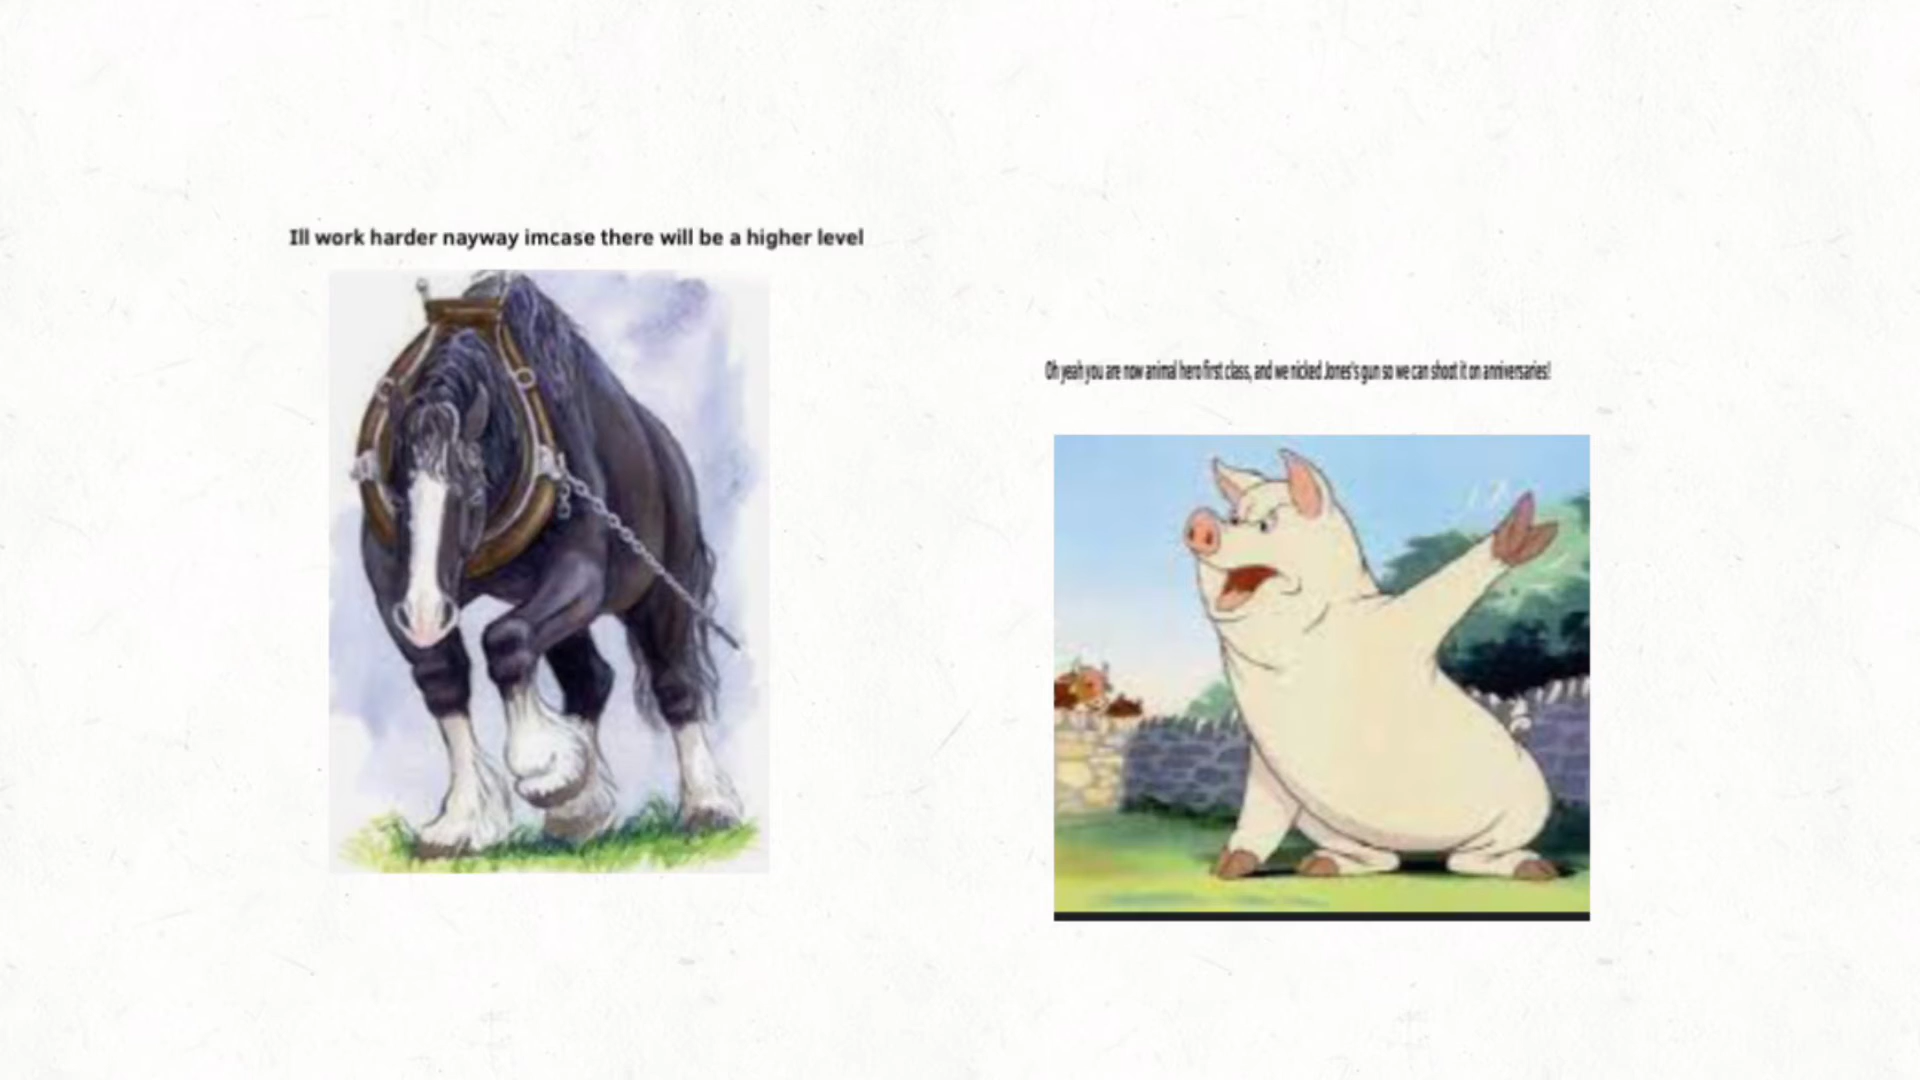 Ill work harder nayway imcase there will be a higher level
Oh yeah you are now animal hero first class, and we nicked Jones's gun so we can shoot it on anniversaries!